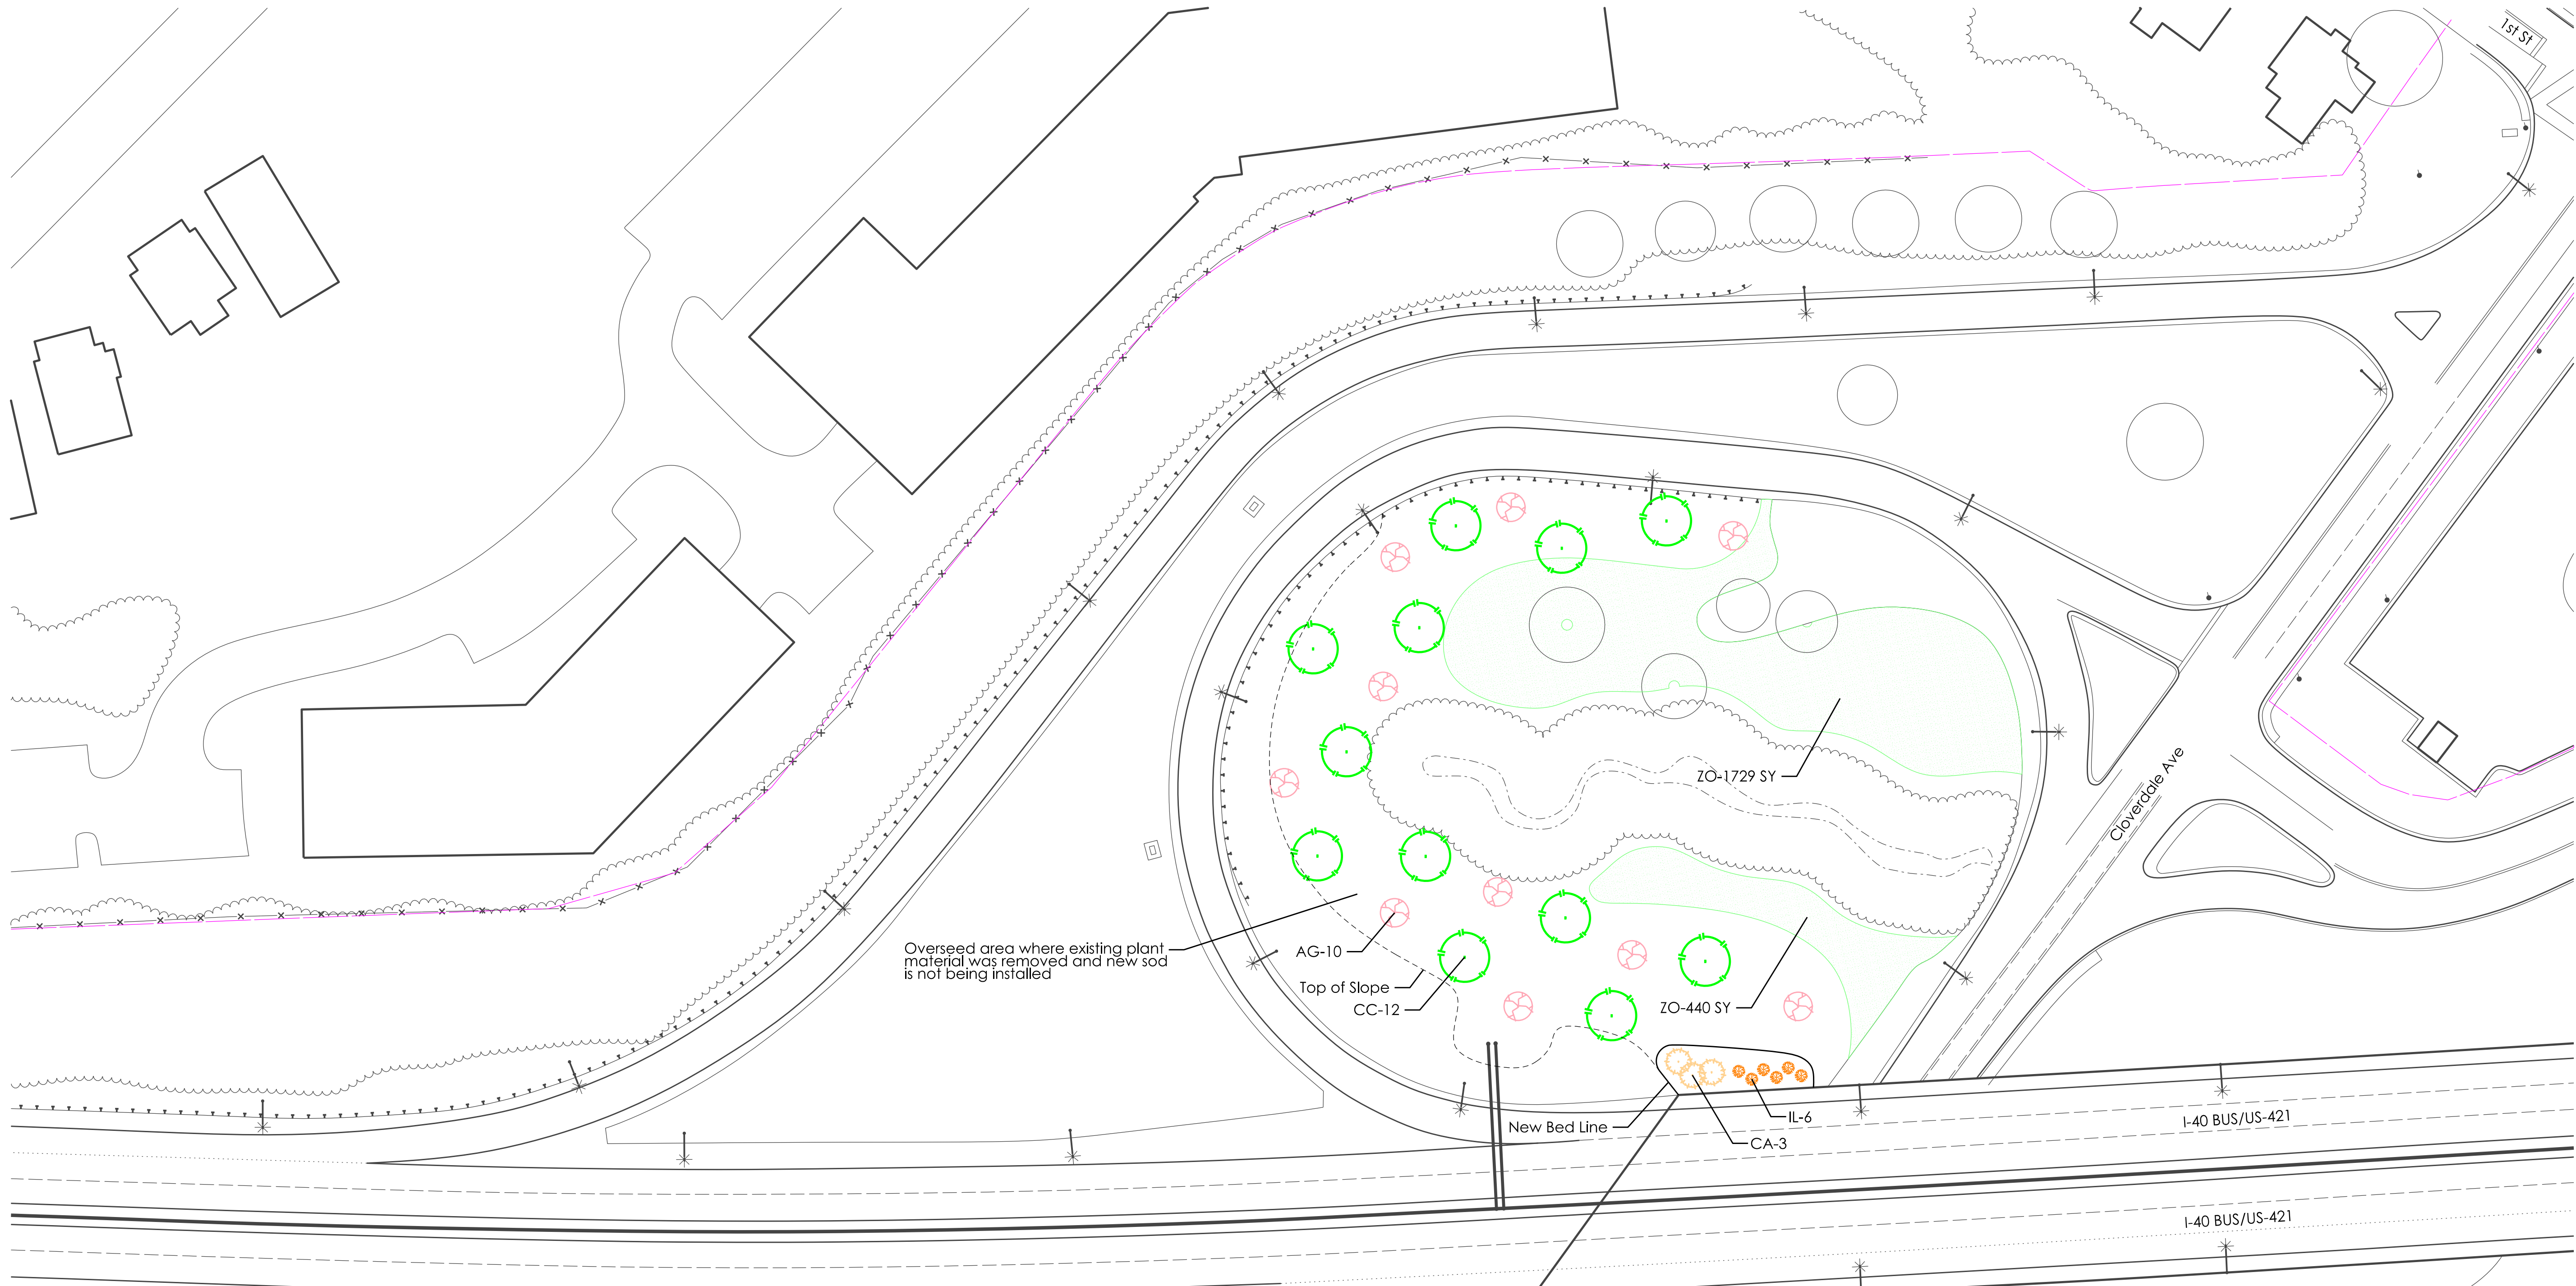 1st St
ZO-1729 SY
Cloverdale Ave
Overseed area where existing plant
material was removed and new sod
is not being installed
AG-10
Top of Slope
CC-12
ZO-440 SY
New Bed Line
IL-6
CA-3
I-40 BUS/US-421
I-40 BUS/US-421